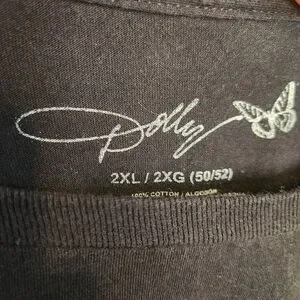 Dolly
2XL / 2XG (50/52)
100% COTTON / ALGODÓN